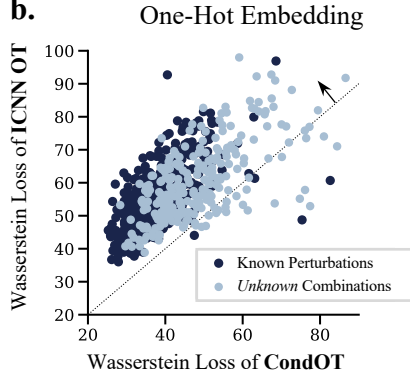 b.
One-Hot Embedding
Wasserstein Loss of ICNN OT
100
90
80
70
60
50
40
30
20
Known Perturbations
Unknown Combinations
20 40 60 80
Wasserstein Loss of CondOT